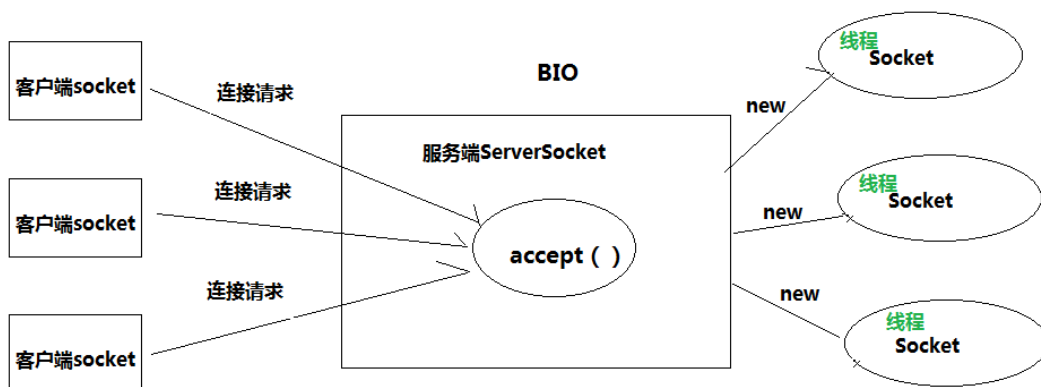 客户端socket
连接请求
客户端socket
连接请求
客户端socket
连接请求
BIO
服务端ServerSocket
accept（ ）
new
线程
Socket
new
线程
Socket
new
线程
Socket